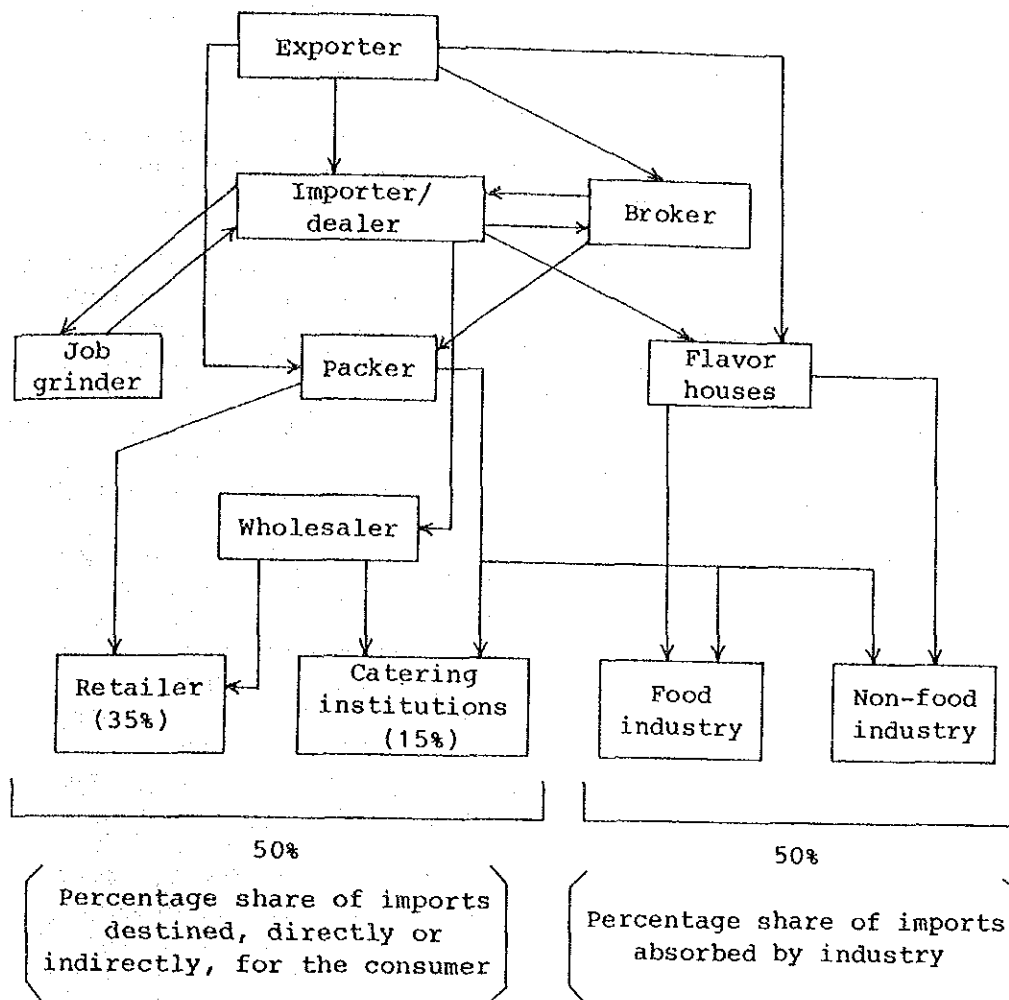 Exporter
Importer/
dealer
Broker
Job
grinder
Packer
Flavor
houses
Wholesaler
Retailer
(35%)
Catering
institutions
(15%)
Food
industry
Non-food
industry
50%
Percentage share of imports
destined, directly or
indirectly, for the consumer
50%
Percentage share of imports
absorbed by industry